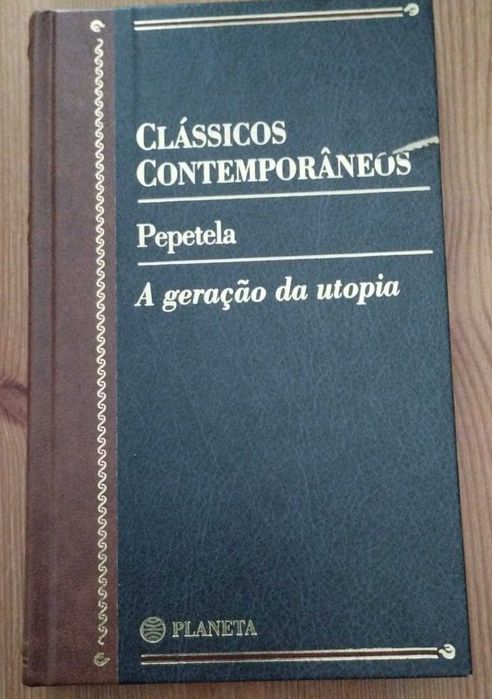 CLÁSSICOS
CONTEMPORÂNEOS
Pepetela
A geração da utopia
PLANETA